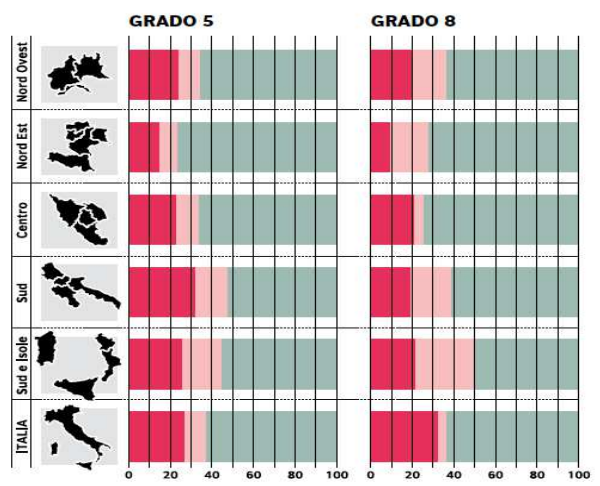 GRADO 5
GRADO 8
Nord Ovest
Nord Est
Centro
Sud
Sud e Isole
ITALIA
0 20 40 60 80 100
0 20 40 60 80 100